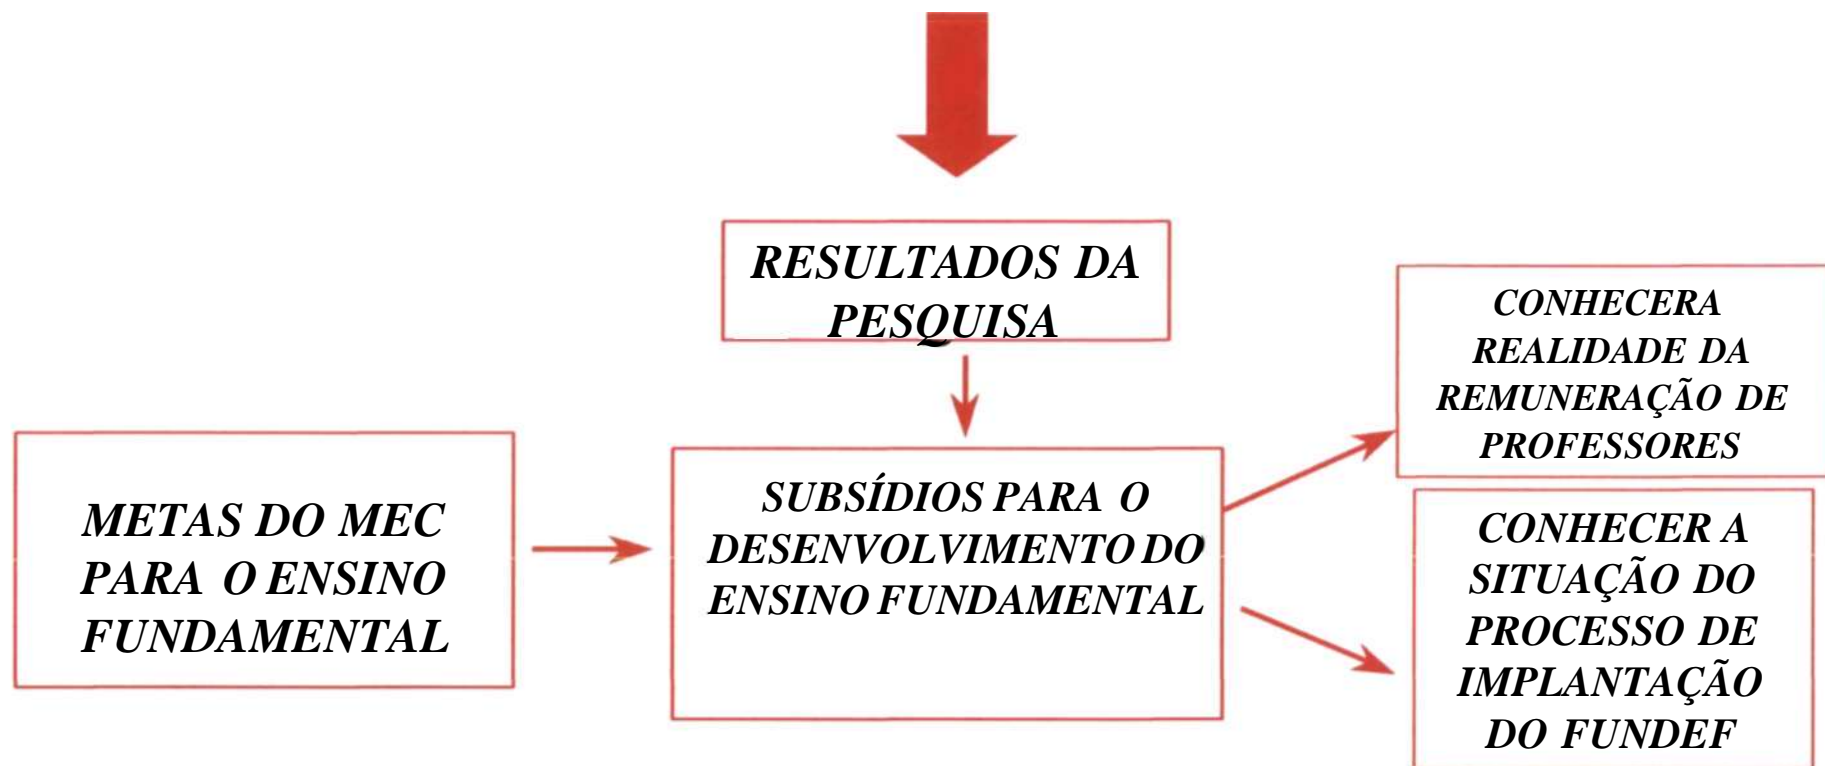 RESULTADOS DA
PESQUISA
METAS DO MEC
PARA O ENSINO
FUNDAMENTAL
SUBSÍDIOS PARA O
DESENVOLVIMENTO DO
ENSINO FUNDAMENTAL
CONHECERA
REALIDADE DA
REMUNERAÇÃO DE
PROFESSORES
CONHECER A
SITUAÇÃO DO
PROCESSO DE
IMPLANTAÇÃO
DO FUNDEF